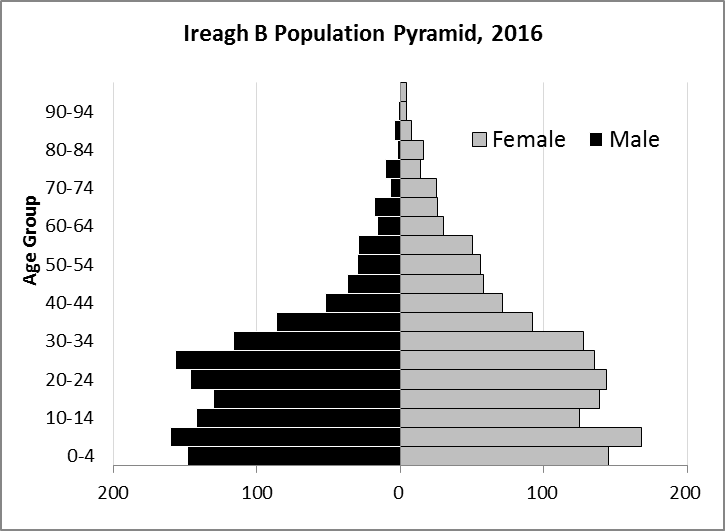 Ireagh B Population Pyramid, 2016
Female Male
Age Group
90-94
80-84
70-74
60-64
50-54
40-44
30-34
20-24
10-14
0-4
200 100 0 100 200